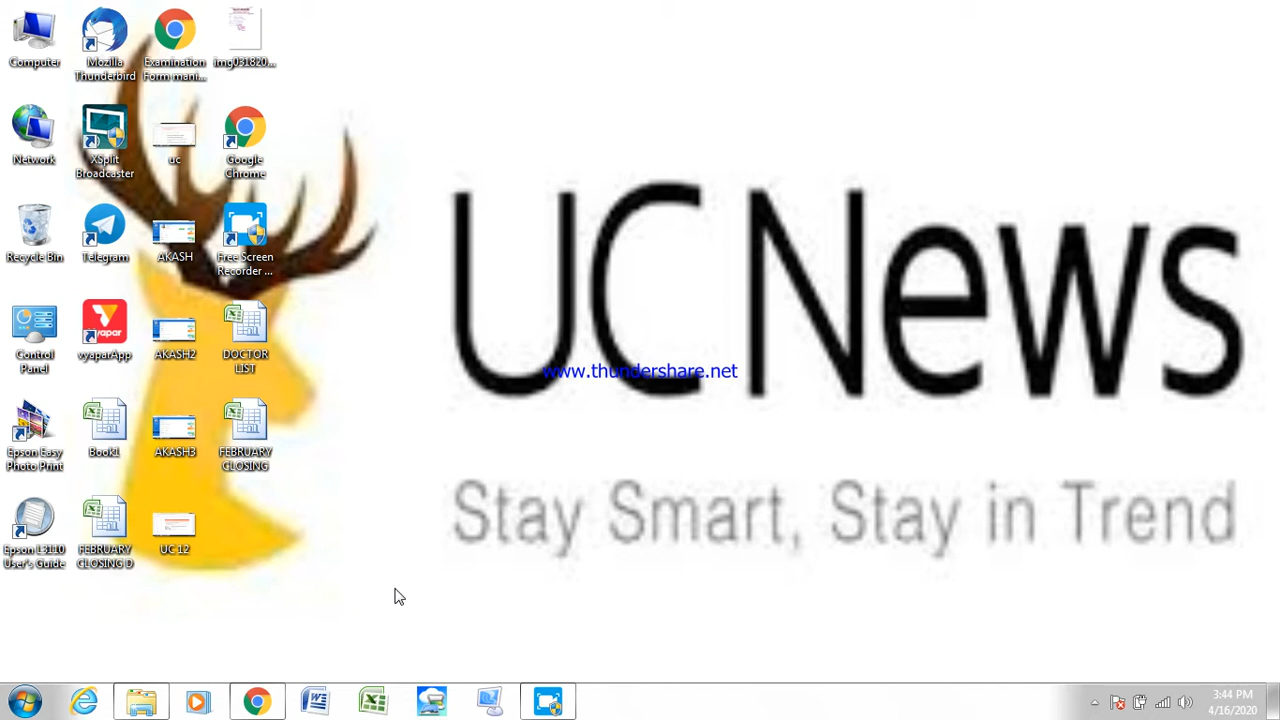 Computer
Mozilla
Thunderbird
Examination
Form mani...
img031820...
Network
XSplit
Broadcaster
uc
Google
Chrome
Recycle Bin
Telegram
AKASH
Free Screen
Recorder ...
Control
Panel
vyapar
vyaparApp
AKASH2
DOCTOR
LIST
Epson Easy
Photo Print
Book1
AKASH3
FEBRUARY
CLOSING
Epson L3110
User's Guide
FEBRUARY
CLOSING D
UC 12
UC News
www.thundershare.net
Stay Smart, Stay in Trend
3:44 PM
4/16/2020